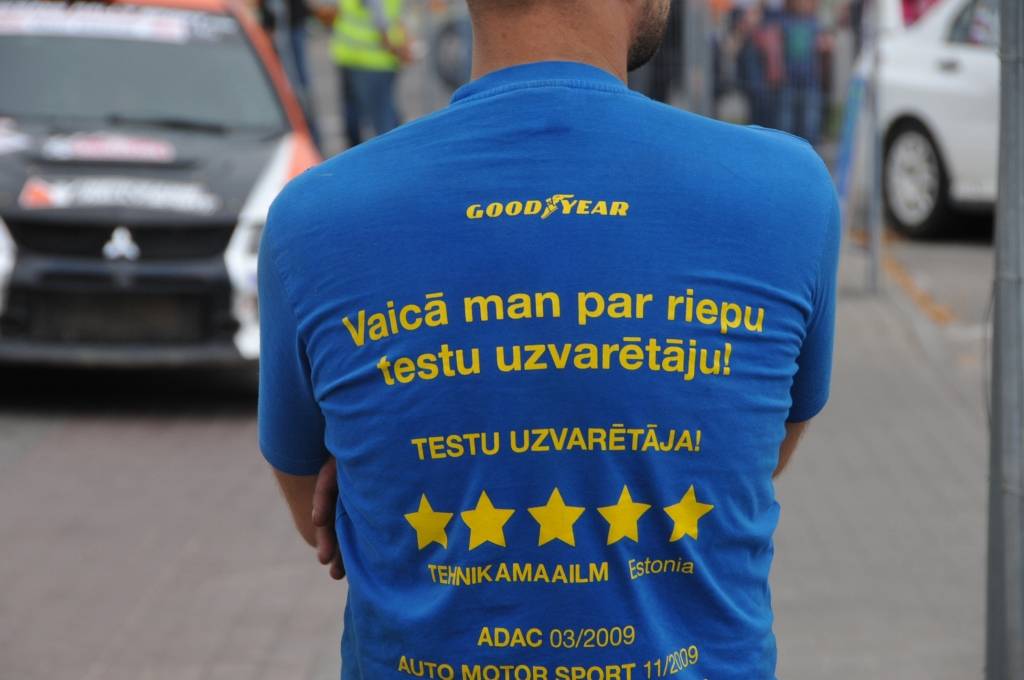 GOODYEAR
Vaicā man par riepu
testu uzvarētāju!
TESTU UZVARĒTĀJA!
TEHNIKAMAAILM Estonia
ADAC 03/2009
AUTO MOTOR SPORT 11/2009